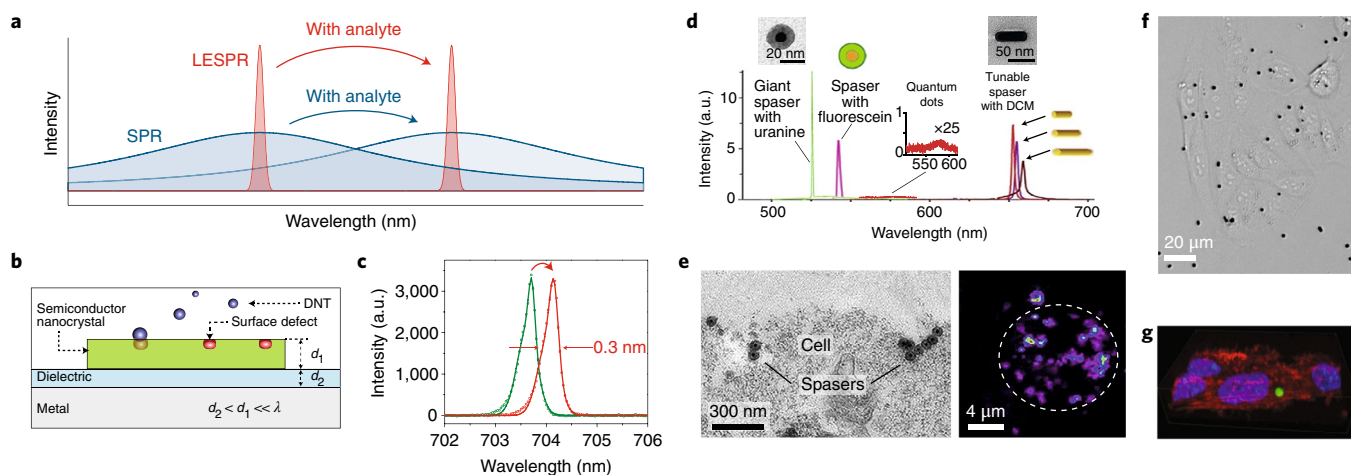 a
With analyte
LESPR
With analyte
SPR
Intensity
Wavelength (nm)
b
Semiconductor
nanocrystal
DNT
Surface defect
d1
d2
Dielectric
Metal
d2 < d1 << λ
c
Intensity (a.u.)
3,000
2,000
1,000
0
0.3 nm
702
703
704
705
706
Wavelength (nm)
d
20 nm
50 nm
Intensity (a.u.)
10
5
0
Giant
spaser
with
uranine
Spaser
with
fluorescein
Quantum
dots
1
0
×25
550
600
Tunable
spaser
with DCM
500
600
700
Wavelength (nm)
e
Cell
Spasers
300 nm
4 µm
f
20 µm
g